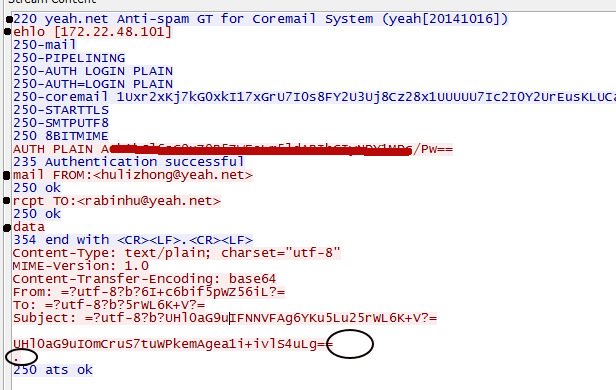 Stream Content
220 yeah.net Anti-spam GT for Coremail System (yeah[20141016])
ehlo [172.22.48.101]
250-mail
250-PIPELINING
250-AUTH LOGIN PLAIN
250-AUTH=LOGIN PLAIN
250-coremail 1Uxr2xKj7kG0xkI17xGrU7I0s8FY2U3Uj8Cz28x1UUUUU7Ic2I0Y2UrEusKLUCa
250-STARTTLS
250-SMTPUTF8
250 8BITMIME
AUTH PLAIN /Pw==
235 Authentication successful
mail FROM:<hulizhong@yeah.net>
250 ok
rcpt TO:<rabinhu@yeah.net>
250 ok
data
354 end with <CR><LF>.<CR><LF>
Content-Type: text/plain; charset="utf-8"
MIME-Version: 1.0
Content-Transfer-Encoding: base64
From: =?utf-8?b?6I+c6bif5pWZ56iL?=
To: =?utf-8?b?5rWL6K+V?=
Subject: =?utf-8?b?UHl0aG9uIFNNVFAg6YKu5Lu25rWL6K+V?=
UHl0aG9uIOmCruS7tuWPkemAgea1i+ivlS4uLg==
.
250 ats ok